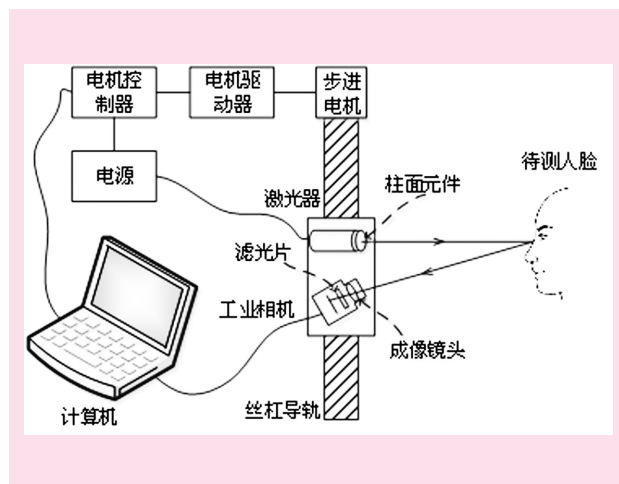 电机控
制器
电机驱
动器
步进
电机
电源
激光器
柱面元件
待测人脸
滤光片
工业相机
成像镜头
计算机
丝杠导轨